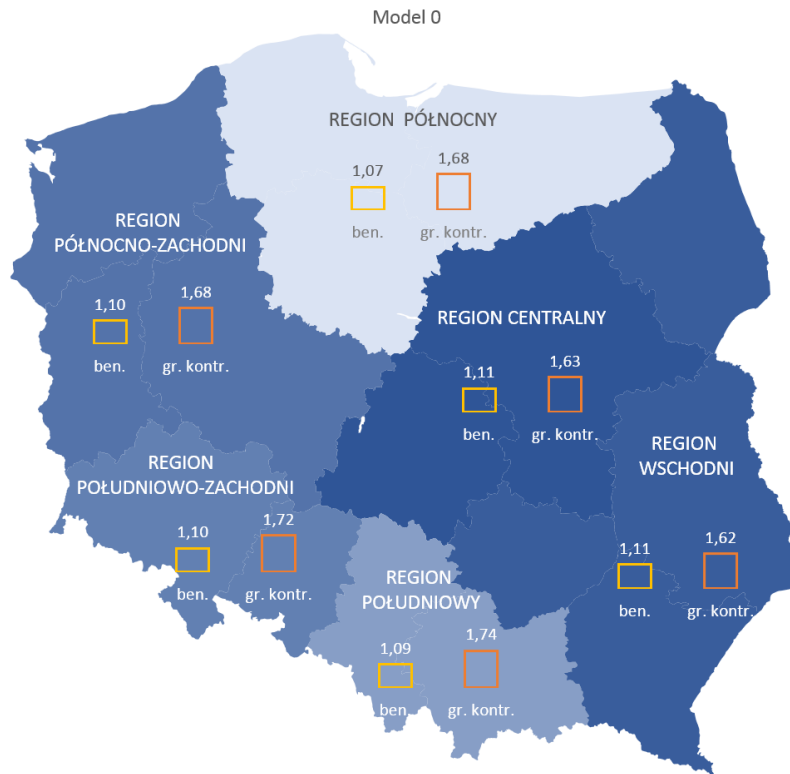 Model 0
REGION PÓŁNOCNY
1,07
1,68
ben.
gr. kontr.
REGION
PÓŁNOCNO-ZACHODNI
1,10
1,68
ben.
gr. kontr.
REGION CENTRALNY
1,11
1,63
ben.
gr. kontr.
REGION
WSCHODNI
1,11
1,62
ben.
gr. kontr.
REGION
POŁUDNIOWO-ZACHODNI
1,10
1,72
ben.
gr. kontr.
REGION
POŁUDNIOWY
1,09
1,74
ben.
gr. kontr.